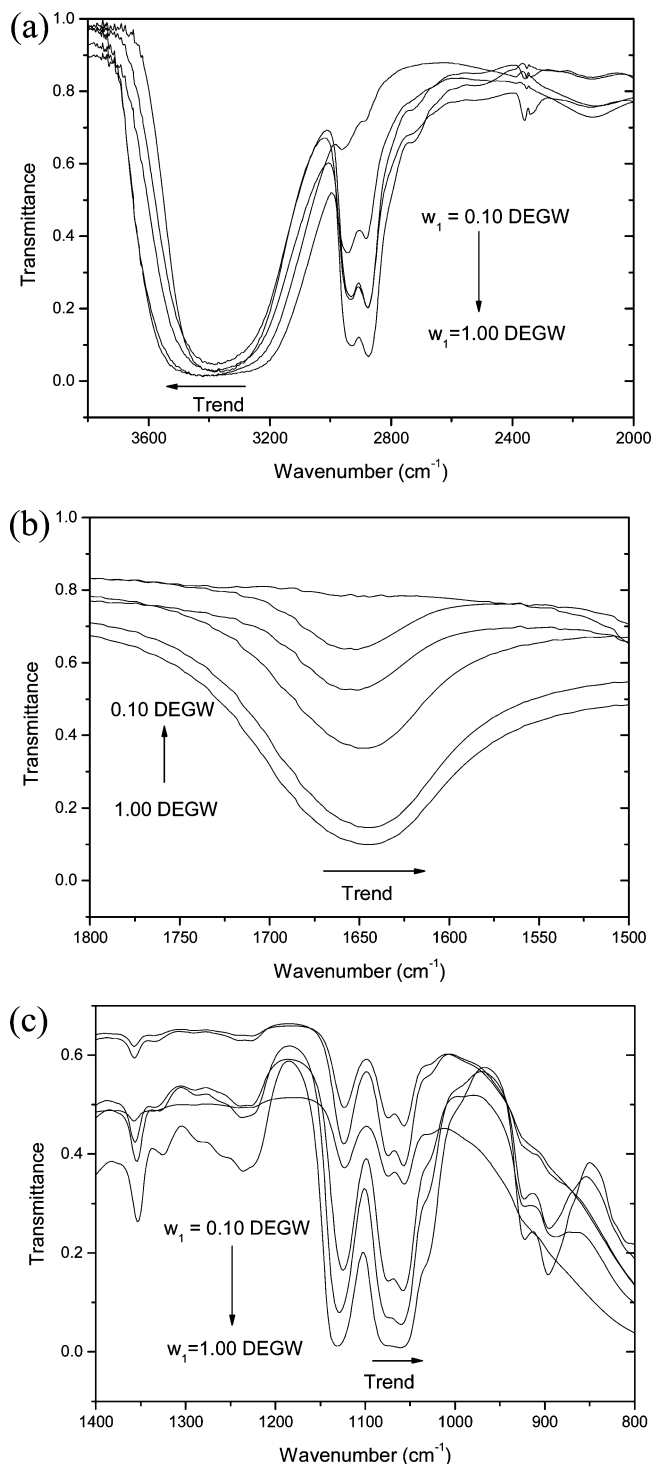 (a)
1.0
0.8
0.6
0.4
0.2
0.0
Transmittance
w₁ = 0.10 DEGW
w₁=1.00 DEGW
Trend
3600 3200 2800 2400 2000
Wavenumber (cm⁻¹)
(b)
1.0
0.8
0.6
0.4
0.2
0.0
Transmittance
0.10 DEGW
1.00 DEGW
Trend
1800 1750 1700 1650 1600 1550 1500
Wavenumber (cm⁻¹)
(c)
0.6
0.4
0.2
0.0
Transmittance
w₁ = 0.10 DEGW
w₁=1.00 DEGW
Trend
1400 1300 1200 1100 1000 900 800
Wavenumber (cm⁻¹)